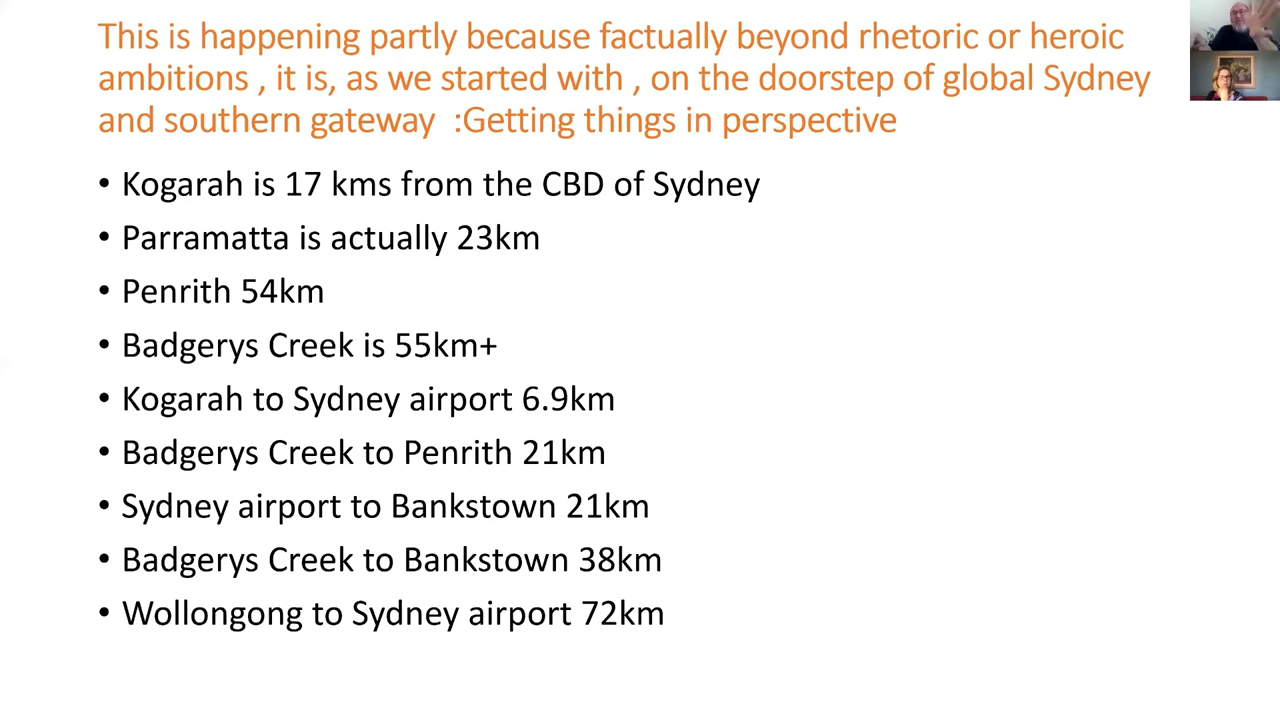 This is happening partly because factually beyond rhetoric or heroic
ambitions , it is, as we started with , on the doorstep of global Sydney
and southern gateway  :Getting things in perspective
• Kogarah is 17 kms from the CBD of Sydney
• Parramatta is actually 23km
• Penrith 54km
• Badgerys Creek is 55km+
• Kogarah to Sydney airport 6.9km
• Badgerys Creek to Penrith 21km
• Sydney airport to Bankstown 21km
• Badgerys Creek to Bankstown 38km
• Wollongong to Sydney airport 72km